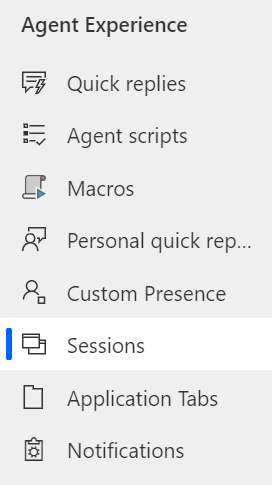 Agent Experience
Quick replies
Agent scripts
Macros
Personal quick rep...
Custom Presence
Sessions
Application Tabs
Notifications